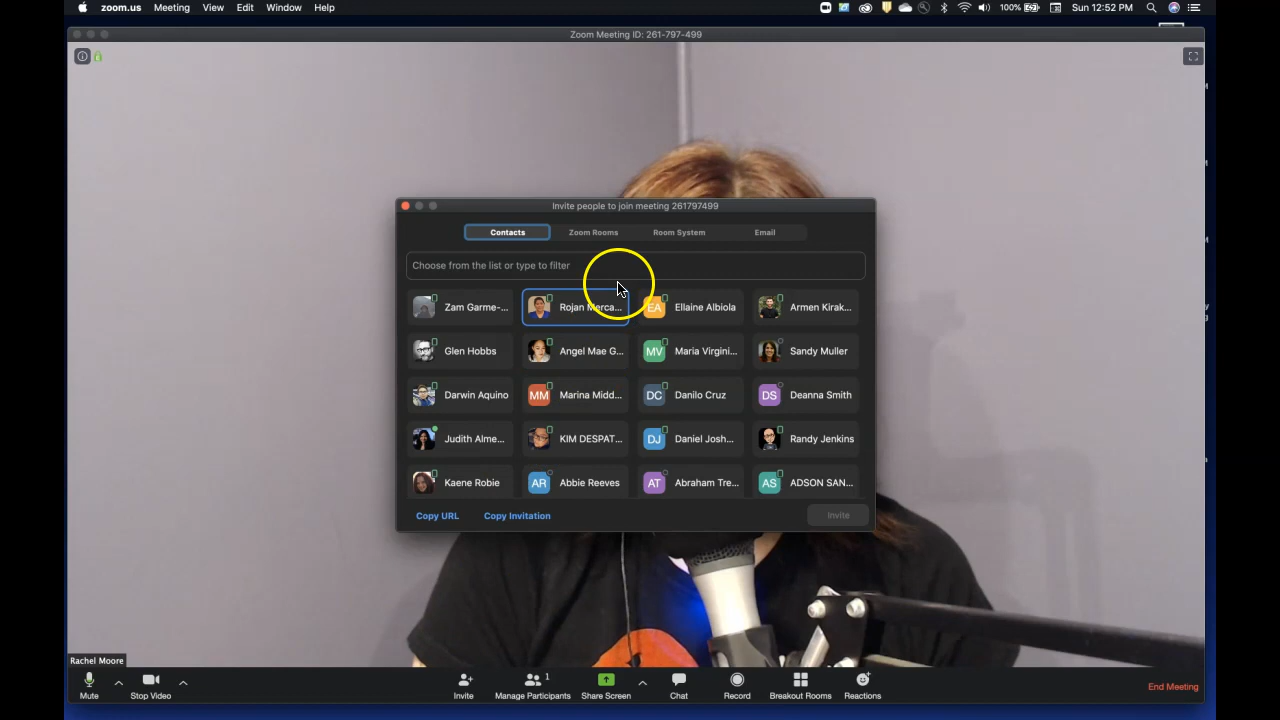 zoom.us Meeting View Edit Window Help 100% Sun 12:52 PM
Zoom Meeting ID: 261-797-499
Invite people to join meeting 261797499
Contacts Zoom Rooms Room System Email
Choose from the list or type to filter
Zam Garme-... Rojan Merca... EA Ellaine Albiola Armen Kirak...
Glen Hobbs Angel Mae G... MV Maria Virgini... Sandy Muller
Darwin Aquino MM Marina Midd... DC Danilo Cruz DS Deanna Smith
Judith Alme... KIM DESPAT... DJ Daniel Josh... Randy Jenkins
Kaene Robie AR Abbie Reeves AT Abraham Tre... AS ADSON SAN...
Copy URL Copy Invitation Invite
Rachel Moore
Mute Stop Video Invite Manage Participants 1 Share Screen Chat Record Breakout Rooms Reactions End Meeting